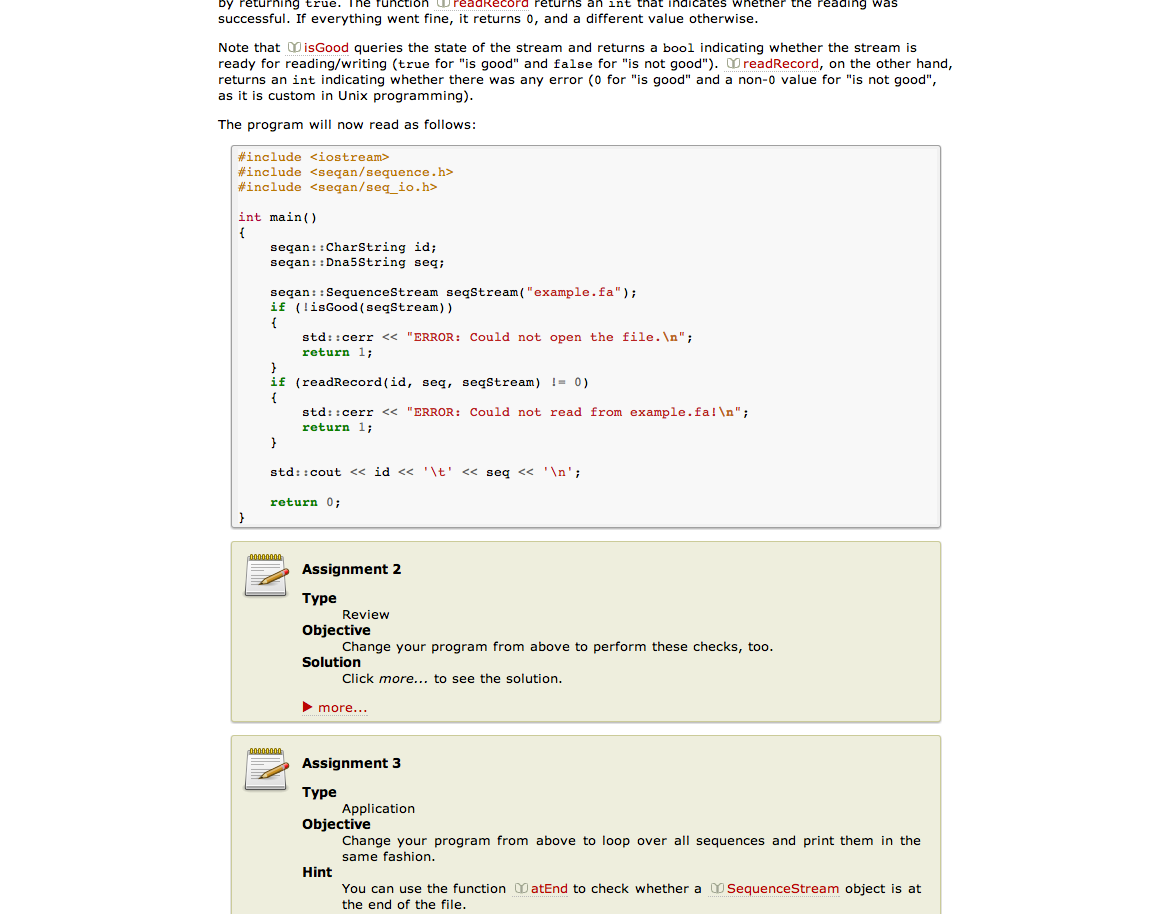 by returning true. The function readRecord returns an int that indicates whether the reading was
successful. If everything went fine, it returns 0, and a different value otherwise.
Note that isGood queries the state of the stream and returns a bool indicating whether the stream is
ready for reading/writing (true for "is good" and false for "is not good"). readRecord, on the other hand,
returns an int indicating whether there was any error (0 for "is good" and a non-0 value for "is not good",
as it is custom in Unix programming).
The program will now read as follows:
#include <iostream>
#include <seqan/sequence.h>
#include <seqan/seq_io.h>
int main()
{
    seqan::CharString id;
    seqan::Dna5String seq;
    seqan::SequenceStream seqStream("example.fa");
    if (!isGood(seqStream))
    {
        std::cerr << "ERROR: Could not open the file.\n";
        return 1;
    }
    if (readRecord(id, seq, seqStream) != 0)
    {
        std::cerr << "ERROR: Could not read from example.fa!\n";
        return 1;
    }
    std::cout << id << '\t' << seq << '\n';
    return 0;
}
Assignment 2
Type
Review
Objective
Change your program from above to perform these checks, too.
Solution
Click more... to see the solution.
more...
Assignment 3
Type
Application
Objective
Change your program from above to loop over all sequences and print them in the
same fashion.
Hint
You can use the function atEnd to check whether a SequenceStream object is at
the end of the file.